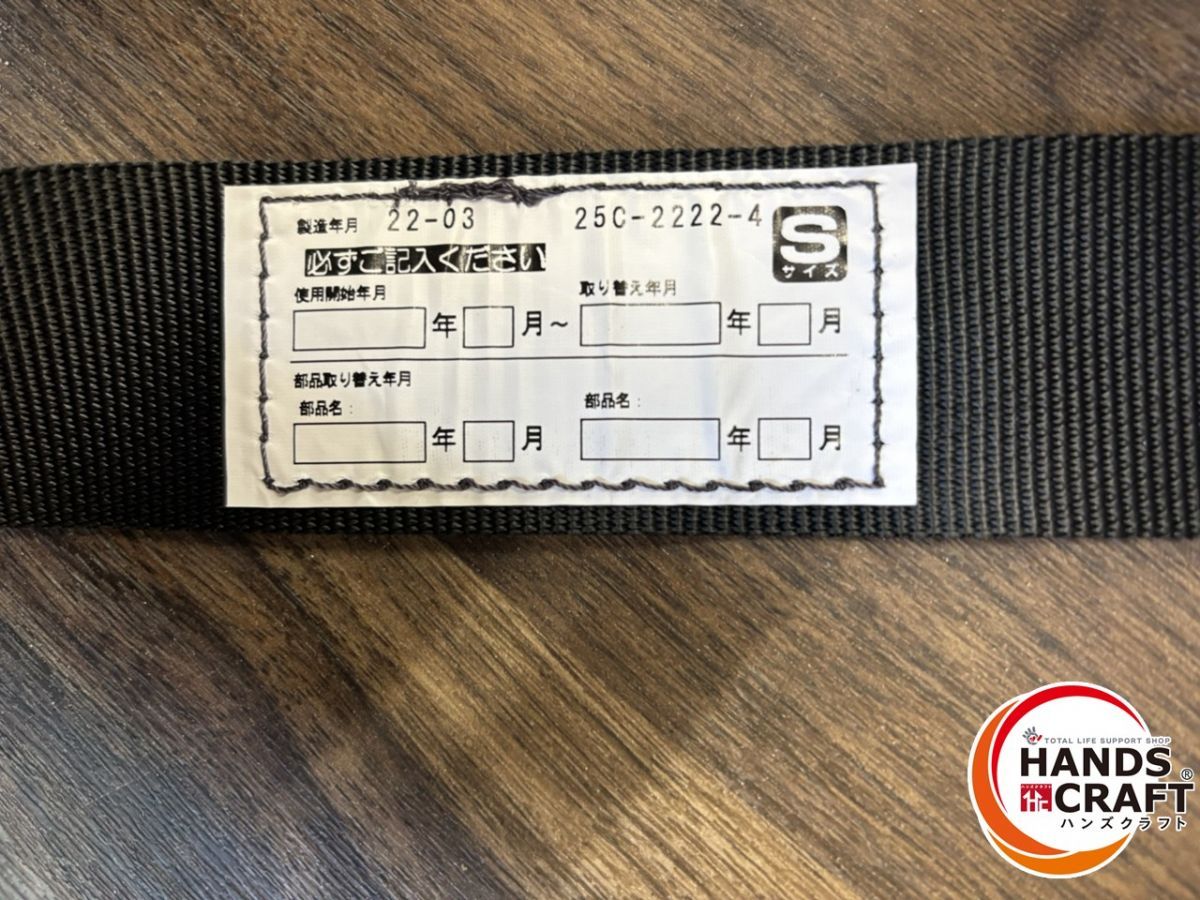 製造年月 22-03 25C-2222-4
S
サイズ
必ずご記入ください
使用開始年月 取り替え年月
年 月～ 年 月
部品取り替え年月
部品名： 部品名：
年 月 年 月
TOTAL LIFE SUPPORT SHOP
HANDS
CRAFT®
ハンズクラフト